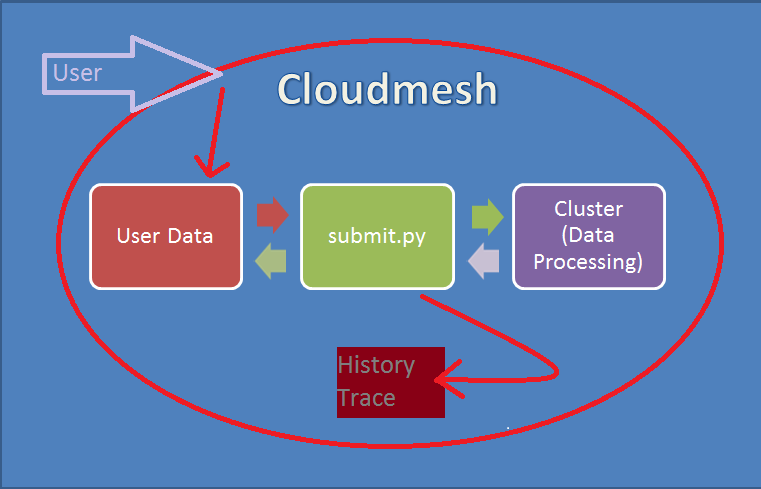 User
Cloudmesh
User Data
submit.py
Cluster
(Data
Processing)
History
Trace